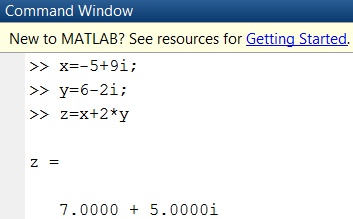 Command Window
New to MATLAB? See resources for Getting Started.
>> x=-5+9i;
>> y=6-2i;
>> z=x+2*y
z =
7.0000 + 5.0000i